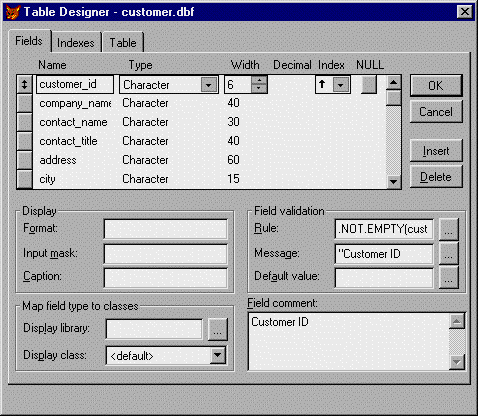 Table Designer - customer.dbf
Fields Indexes Table
Name Type Width Decimal Index NULL
customer_id Character 6
company_name Character 40
contact_name Character 30
contact_title Character 40
address Character 60
city Character 15
OK
Cancel
Insert
Delete
Display
Format:
Input mask:
Caption:
Field validation
Rule: .NOT.EMPTY(cust ...
Message: "Customer ID ...
Default value: ...
Map field type to classes
Display library: ...
Display class: <default>
Field comment:
Customer ID